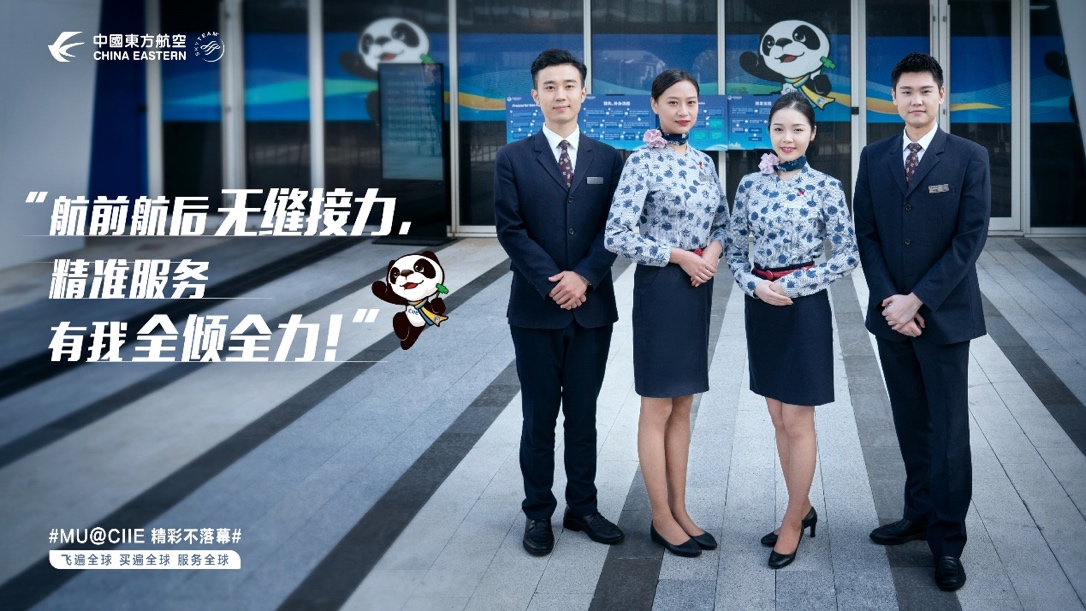 中國東方航空
CHINA EASTERN
SKYTEAM
“航前航后无缝接力,
精准服务
有我全倾全力!”
#MU@CIIE 精彩不落幕#
飞遍全球 买遍全球 服务全球